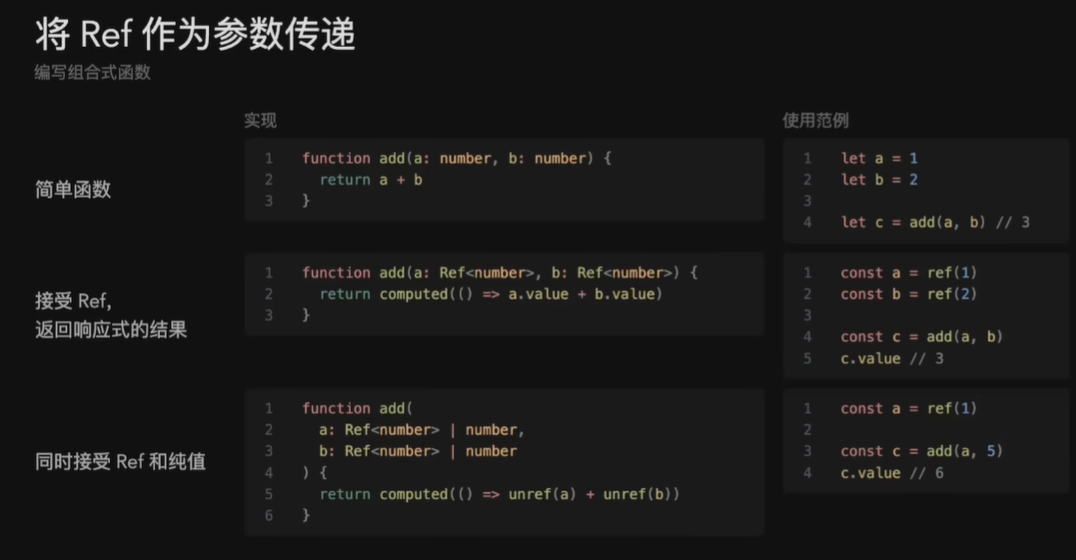 将 Ref 作为参数传递
编写组合式函数
实现
使用范例
简单函数
1 function add(a: number, b: number) {
2   return a + b
3 }
1 let a = 1
2 let b = 2
3
4 let c = add(a, b) // 3
接受 Ref,
返回响应式的结果
1 function add(a: Ref<number>, b: Ref<number>) {
2   return computed(() => a.value + b.value)
3 }
1 const a = ref(1)
2 const b = ref(2)
3
4 const c = add(a, b)
5 c.value // 3
同时接受 Ref 和纯值
1 function add(
2   a: Ref<number> | number,
3   b: Ref<number> | number
4 ) {
5   return computed(() => unref(a) + unref(b))
6 }
1 const a = ref(1)
2
3 const c = add(a, 5)
4 c.value // 6